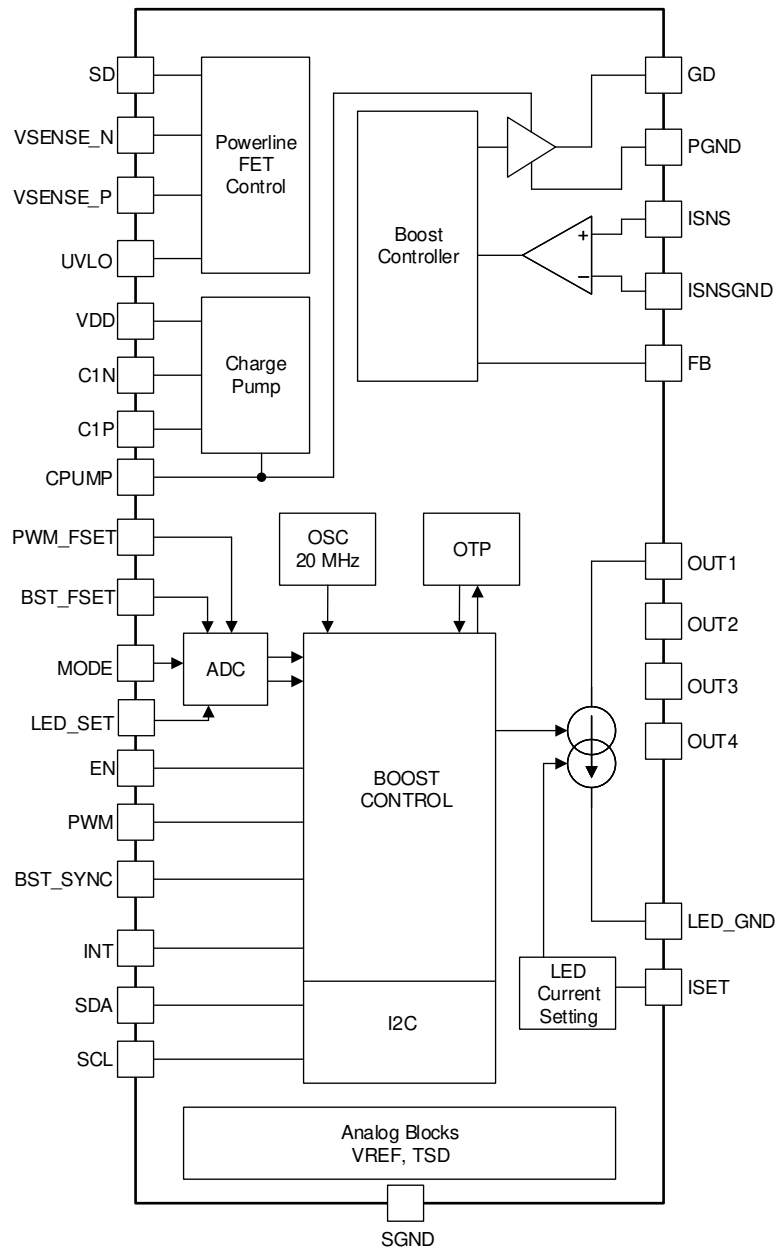 SD
VSENSE_N
VSENSE_P
UVLO
VDD
C1N
C1P
CPUMP
PWM_FSET
BST_FSET
MODE
LED_SET
EN
PWM
BST_SYNC
INT
SDA
SCL
Powerline
FET
Control
Charge
Pump
Boost
Controller
+
−
GD
PGND
ISNS
ISNSGND
FB
OSC
20 MHz
OTP
ADC
BOOST
CONTROL
I2C
OUT1
OUT2
OUT3
OUT4
LED_GND
ISET
LED
Current
Setting
Analog Blocks
VREF, TSD
SGND